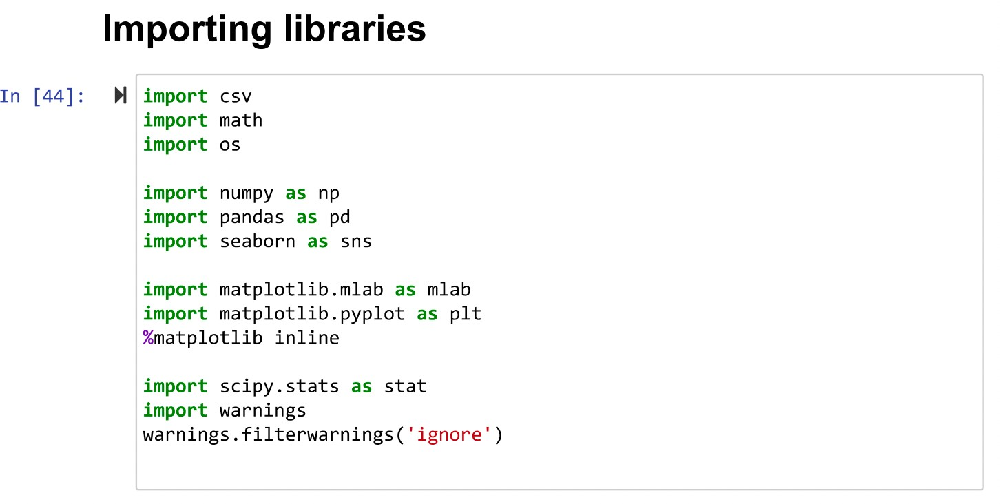 Importing libraries
In [44]:
import csv
import math
import os
import numpy as np
import pandas as pd
import seaborn as sns
import matplotlib.mlab as mlab
import matplotlib.pyplot as plt
%matplotlib inline
import scipy.stats as stat
import warnings
warnings.filterwarnings('ignore')